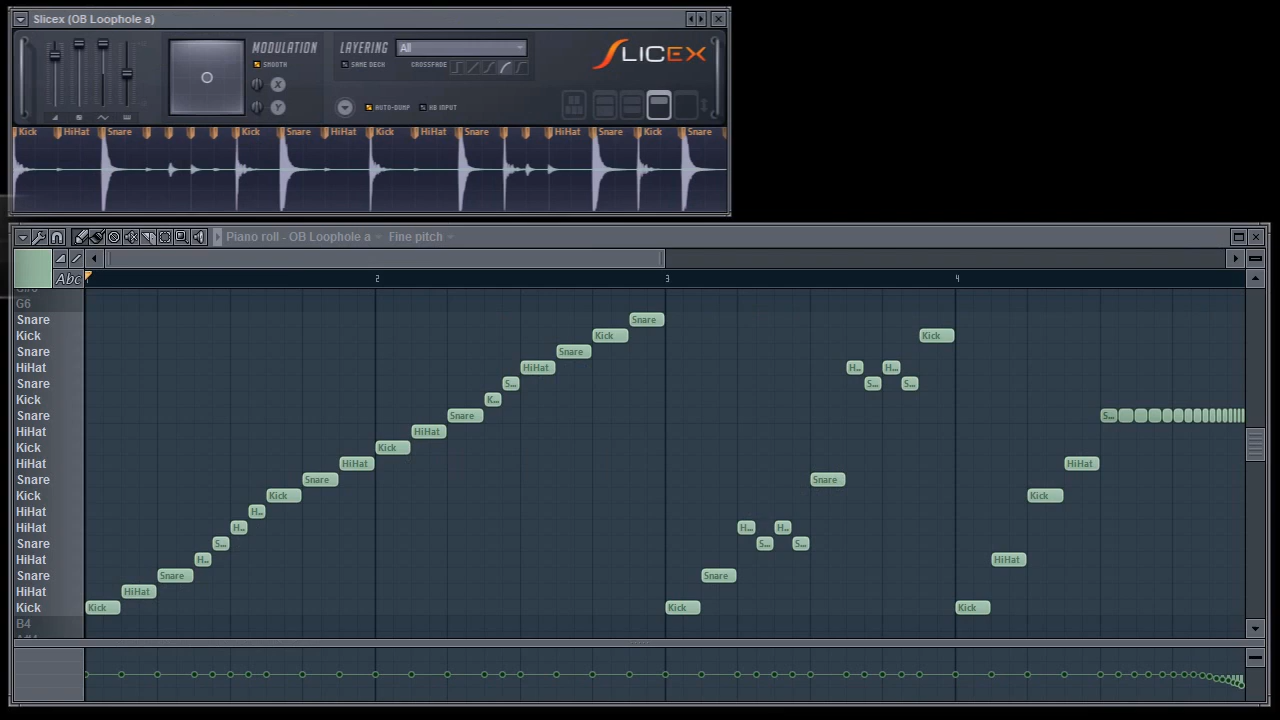 Slicex (OB Loophole a)
MODULATION LAYERING All SLICEX
SMOOTH SAME DECK CROSSFADE
X
Y AUTO-DUMP KB INPUT
Kick HiHat Snare Kick Snare HiHat Kick HiHat Snare HiHat Snare Kick Snare
Piano roll - OB Loophole a Fine pitch
Abc 2 3 4
G6
Snare Snare
Kick Kick Kick
Snare Snare
HiHat HiHat H.. H..
Snare S... S... S...
Kick K...
Snare Snare S...
HiHat HiHat
Kick Kick
HiHat HiHat HiHat
Snare Snare Snare
Kick Kick Kick
HiHat H..
HiHat H.. H.. H..
Snare S... S... S...
HiHat H.. HiHat
Snare Snare Snare
HiHat HiHat
Kick Kick Kick Kick
B4